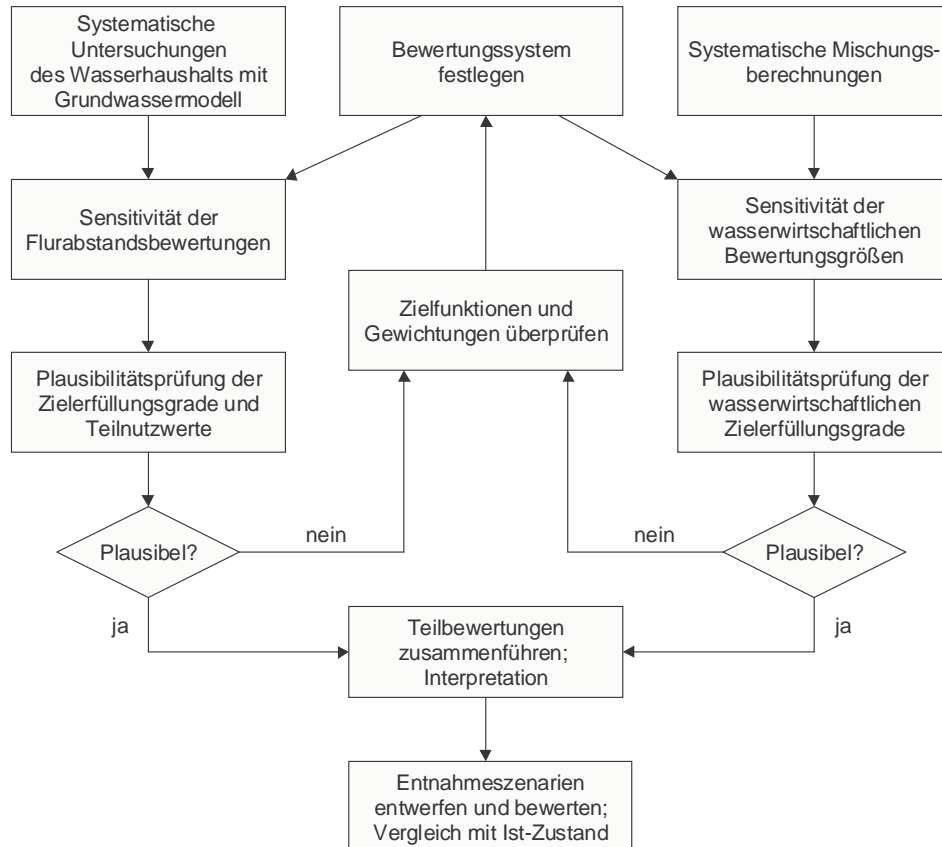 Systematische
Untersuchungen
des Wasserhaushalts mit
Grundwassermodell
Bewertungssystem
festlegen
Systematische Mischungs-
berechnungen
Sensitivität der
Flurabstandsbewertungen
Sensitivität der
wasserwirtschaftlichen
Bewertungsgrößen
Zielfunktionen und
Gewichtungen überprüfen
Plausibilitätsprüfung der
Zielerfüllungsgrade und
Teilnutzwerte
Plausibilitätsprüfung der
wasserwirtschaftlichen
Zielerfüllungsgrade
Plausibel?
nein
nein
Plausibel?
ja
Teilbewertungen
zusammenführen;
Interpretation
ja
Entnahmeszenarien
entwerfen und bewerten;
Vergleich mit Ist-Zustand